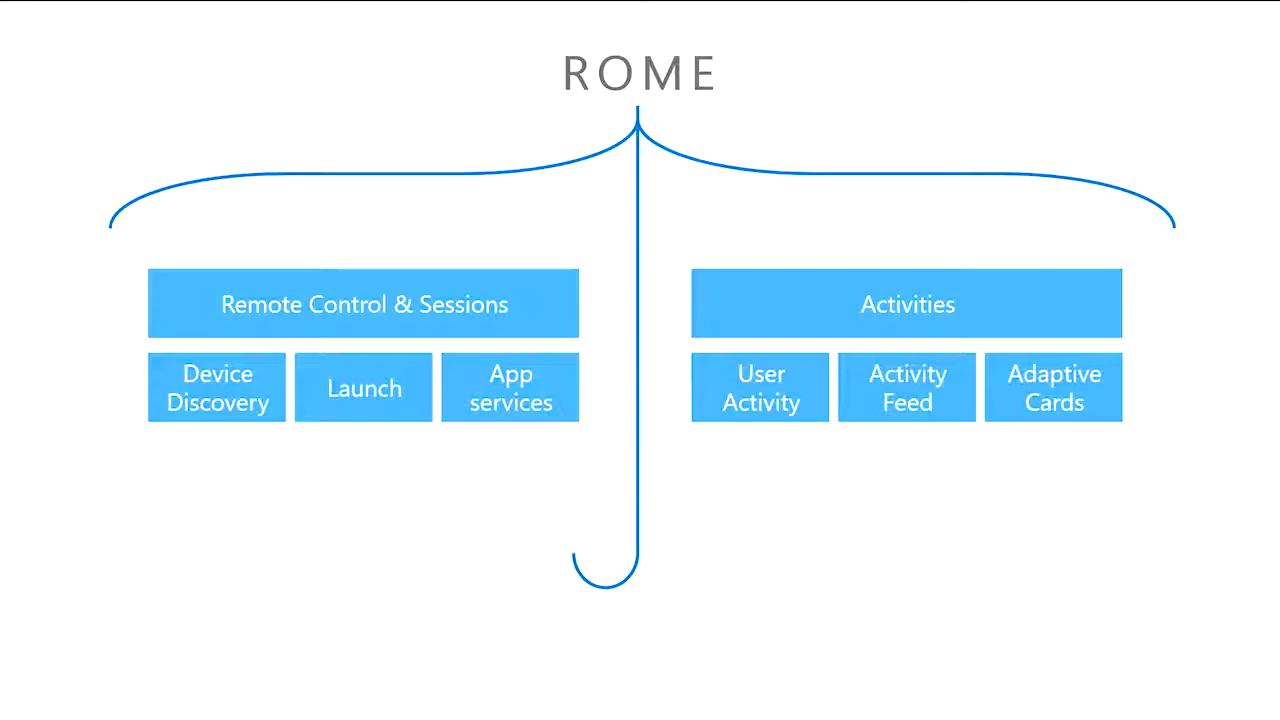 ROME
Remote Control & Sessions
Device
Discovery
Launch
App
services
Activities
User
Activity
Activity
Feed
Adaptive
Cards